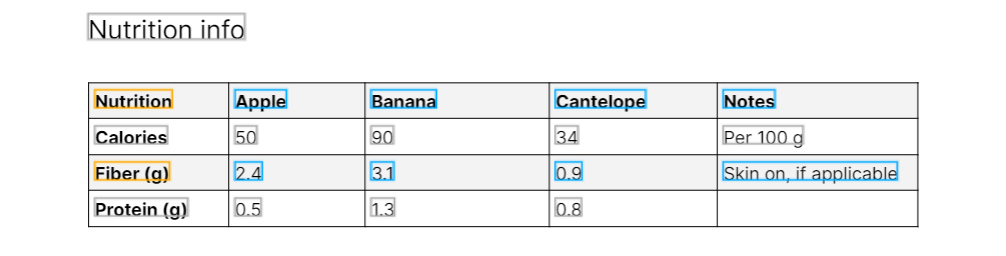 Nutrition info
Nutrition Apple Banana Cantelope Notes
Calories 50 90 34 Per 100 g
Fiber (g) 2.4 3.1 0.9 Skin on, if applicable
Protein (g) 0.5 1.3 0.8